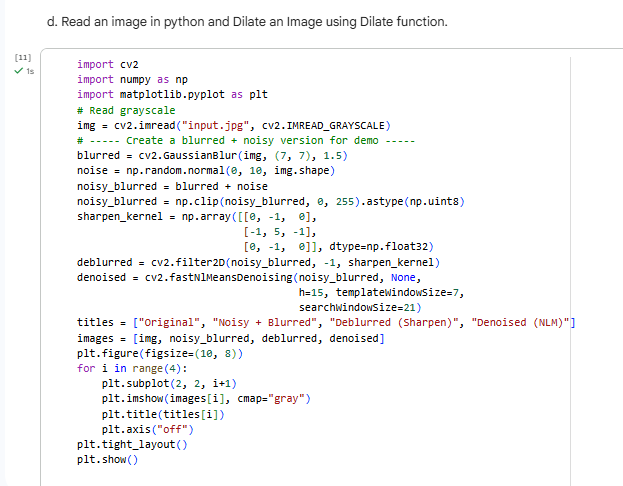 d. Read an image in python and Dilate an Image using Dilate function.
[11]
✓ 1s
import cv2
import numpy as np
import matplotlib.pyplot as plt
# Read grayscale
img = cv2.imread("input.jpg", cv2.IMREAD_GRAYSCALE)
# ----- Create a blurred + noisy version for demo -----
blurred = cv2.GaussianBlur(img, (7, 7), 1.5)
noise = np.random.normal(0, 10, img.shape)
noisy_blurred = blurred + noise
noisy_blurred = np.clip(noisy_blurred, 0, 255).astype(np.uint8)
sharpen_kernel = np.array([[0, -1, 0],
[-1, 5, -1],
[0, -1, 0]], dtype=np.float32)
deblurred = cv2.filter2D(noisy_blurred, -1, sharpen_kernel)
denoised = cv2.fastNlMeansDenoising(noisy_blurred, None,
h=15, templateWindowSize=7,
searchWindowSize=21)
titles = ["Original", "Noisy + Blurred", "Deblurred (Sharpen)", "Denoised (NLM)"]
images = [img, noisy_blurred, deblurred, denoised]
plt.figure(figsize=(10, 8))
for i in range(4):
plt.subplot(2, 2, i+1)
plt.imshow(images[i], cmap="gray")
plt.title(titles[i])
plt.axis("off")
plt.tight_layout()
plt.show()